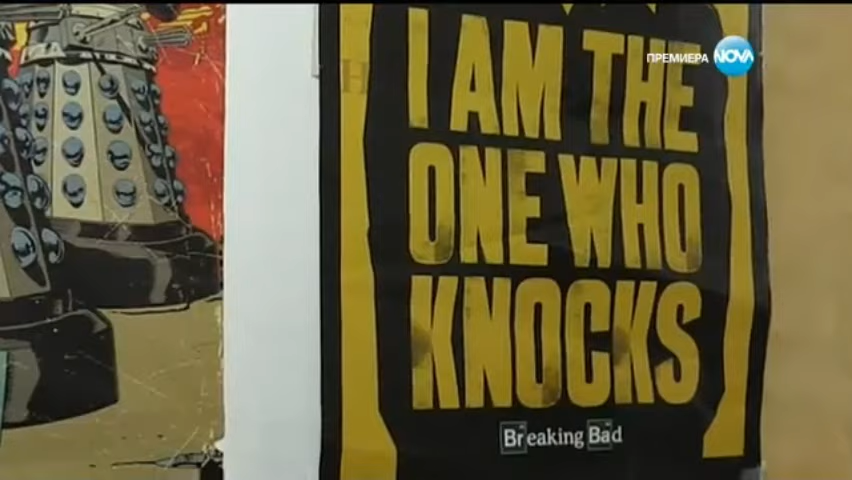 ПРЕМИЕРА NOVA
I AM THE
ONE WHO
KNOCKS
Breaking Bad